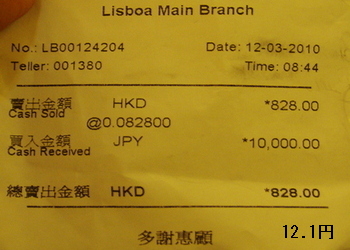 Lisboa Main Branch
No.: LB00124204 Date: 12-03-2010
Teller: 001380 Time: 08:44
賣出金額 HKD *828.00
Cash Sold @0.082800
買入金額 JPY *10,000.00
Cash Received
總賣出金額 HKD *828.00
多謝惠顧
12.1円